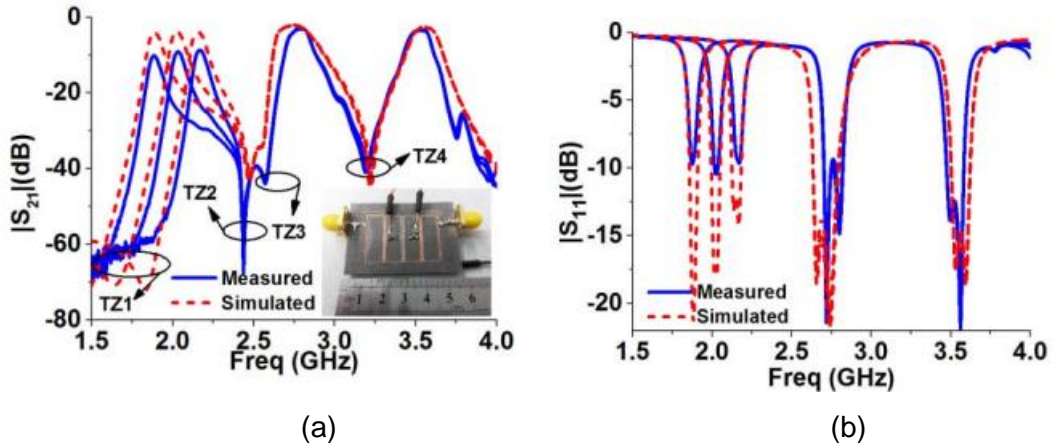 -0
-20
-40
-60
-80
|S21|(dB)
TZ1
TZ2
TZ3
TZ4
Measured
Simulated
1 2 3 4 5 6
1.5 2.0 2.5 3.0 3.5 4.0
Freq (GHz)
(a)
0
-5
-10
-15
-20
|S11|(dB)
Measured
Simulated
1.5 2.0 2.5 3.0 3.5 4.0
Freq (GHz)
(b)